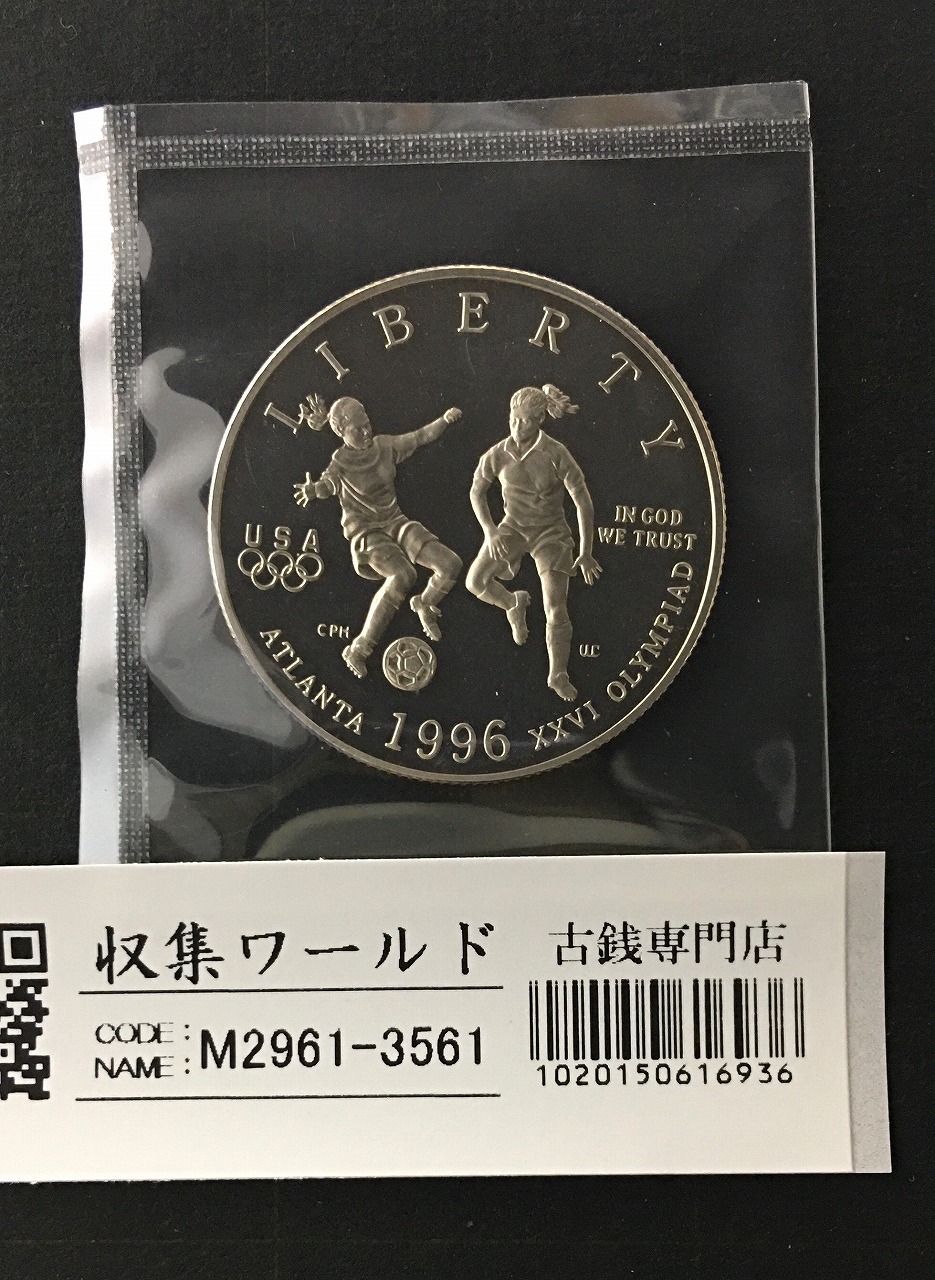 LIBERTY
USA
IN GOD
WE TRUST
CPH
ATLANTA 1996 XXVI OLYMPIAD
収集ワールド
古銭専門店
CODE:
NAME: M2961-3561
1020150616936